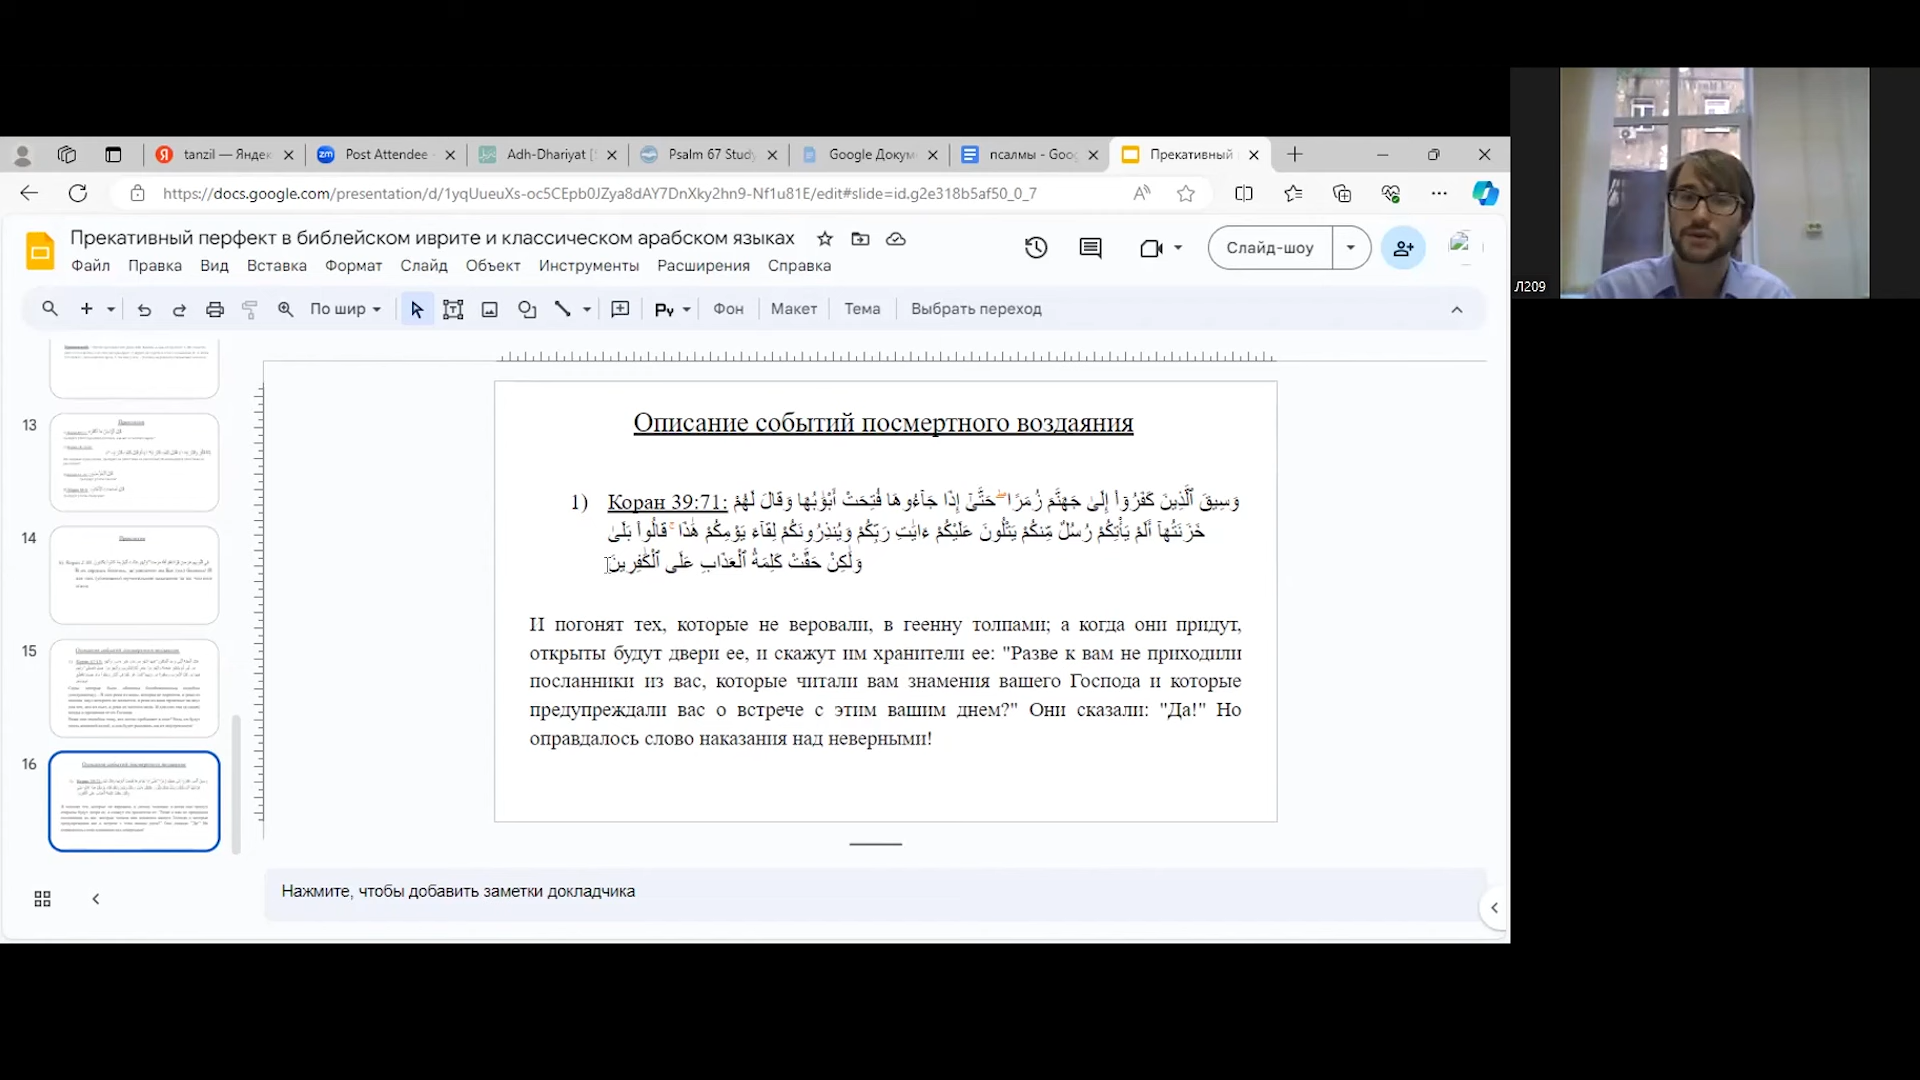 tanzil — Яндек
Post Attendee -
Adh-Dhariyat [
Psalm 67 Stud
Google Докум
псалмы - Goog
Прекативный
https://docs.google.com/presentation/d/1yqUueuXs-oc5CEpb0JZya8dAY7DnXky2hn9-Nf1u81E/edit#slide=id.g2e318b5af50_0_7
Прекативный перфект в библейском иврите и классическом арабском языках
Файл Правка Вид Вставка Формат Слайд Объект Инструменты Расширения Справка
Слайд-шоу
По шир
Фон Макет Тема Выбрать переход
Л209
13
14
15
16
Описание событий посмертного воздаяния
1) Коран 39:71: وَسِيقَ ٱلَّذِينَ كَفَرُوٓا۟ إِلَىٰ جَهَنَّمَ زُمَرًا ۖ حَتَّىٰٓ إِذَا جَآءُوهَا فُتِحَتْ أَبْوَٰبُهَا وَقَالَ لَهُمْ
خَزَنَتُهَآ أَلَمْ يَأْتِكُمْ رُسُلٌ مِّنكُمْ يَتْلُونَ عَلَيْكُمْ ءَايَٰتِ رَبِّكُمْ وَيُنذِرُونَكُمْ لِقَآءَ يَوْمِكُمْ هَٰذَا ۚ قَالُوا۟ بَلَىٰ
وَلَٰكِنْ حَقَّتْ كَلِمَةُ ٱلْعَذَابِ عَلَى ٱلْكَٰفِرِينَ
И погонят тех, которые не веровали, в геенну толпами; а когда они придут,
открыты будут двери ее, и скажут им хранители ее: "Разве к вам не приходили
посланники из вас, которые читали вам знамения вашего Господа и которые
предупреждали вас о встрече с этим вашим днем?" Они сказали: "Да!" Но
оправдалось слово наказания над неверными!
Нажмите, чтобы добавить заметки докладчика